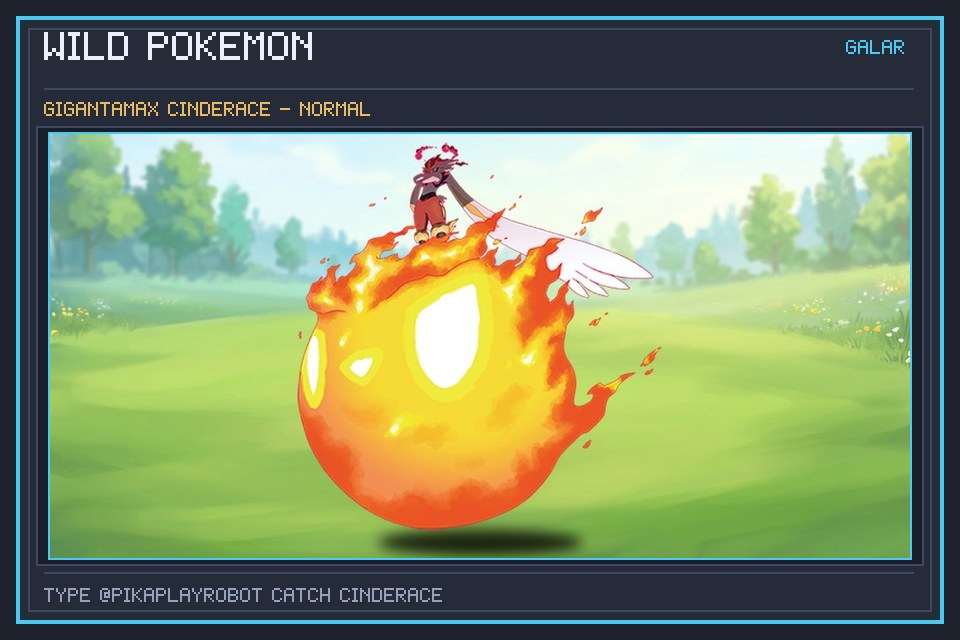 WILD POKEMON
GALAR
GIGANTAMAX CINDERACE - NORMAL
TYPE @PIKAPLAYROBOT CATCH CINDERACE